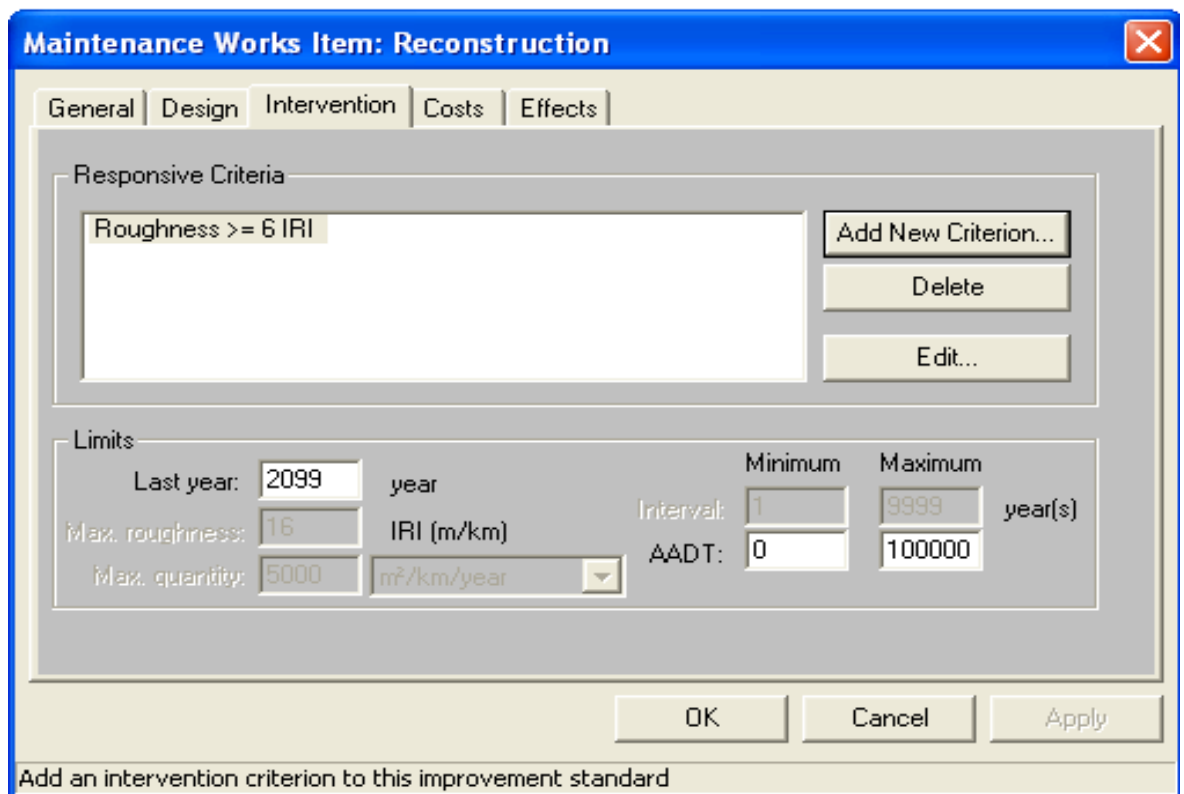 Maintenance Works Item: Reconstruction
General Design Intervention Costs Effects
Responsive Criteria
Roughness >= 6 IRI
Add New Criterion...
Delete
Edit...
Limits
Minimum Maximum
Last year: 2099 year
Interval: 1 9999 year(s)
Max. roughness: 16 IRI (m/km)
AADT: 0 100000
Max. quantity: 5000 m²/km/year
OK Cancel Apply
Add an intervention criterion to this improvement standard